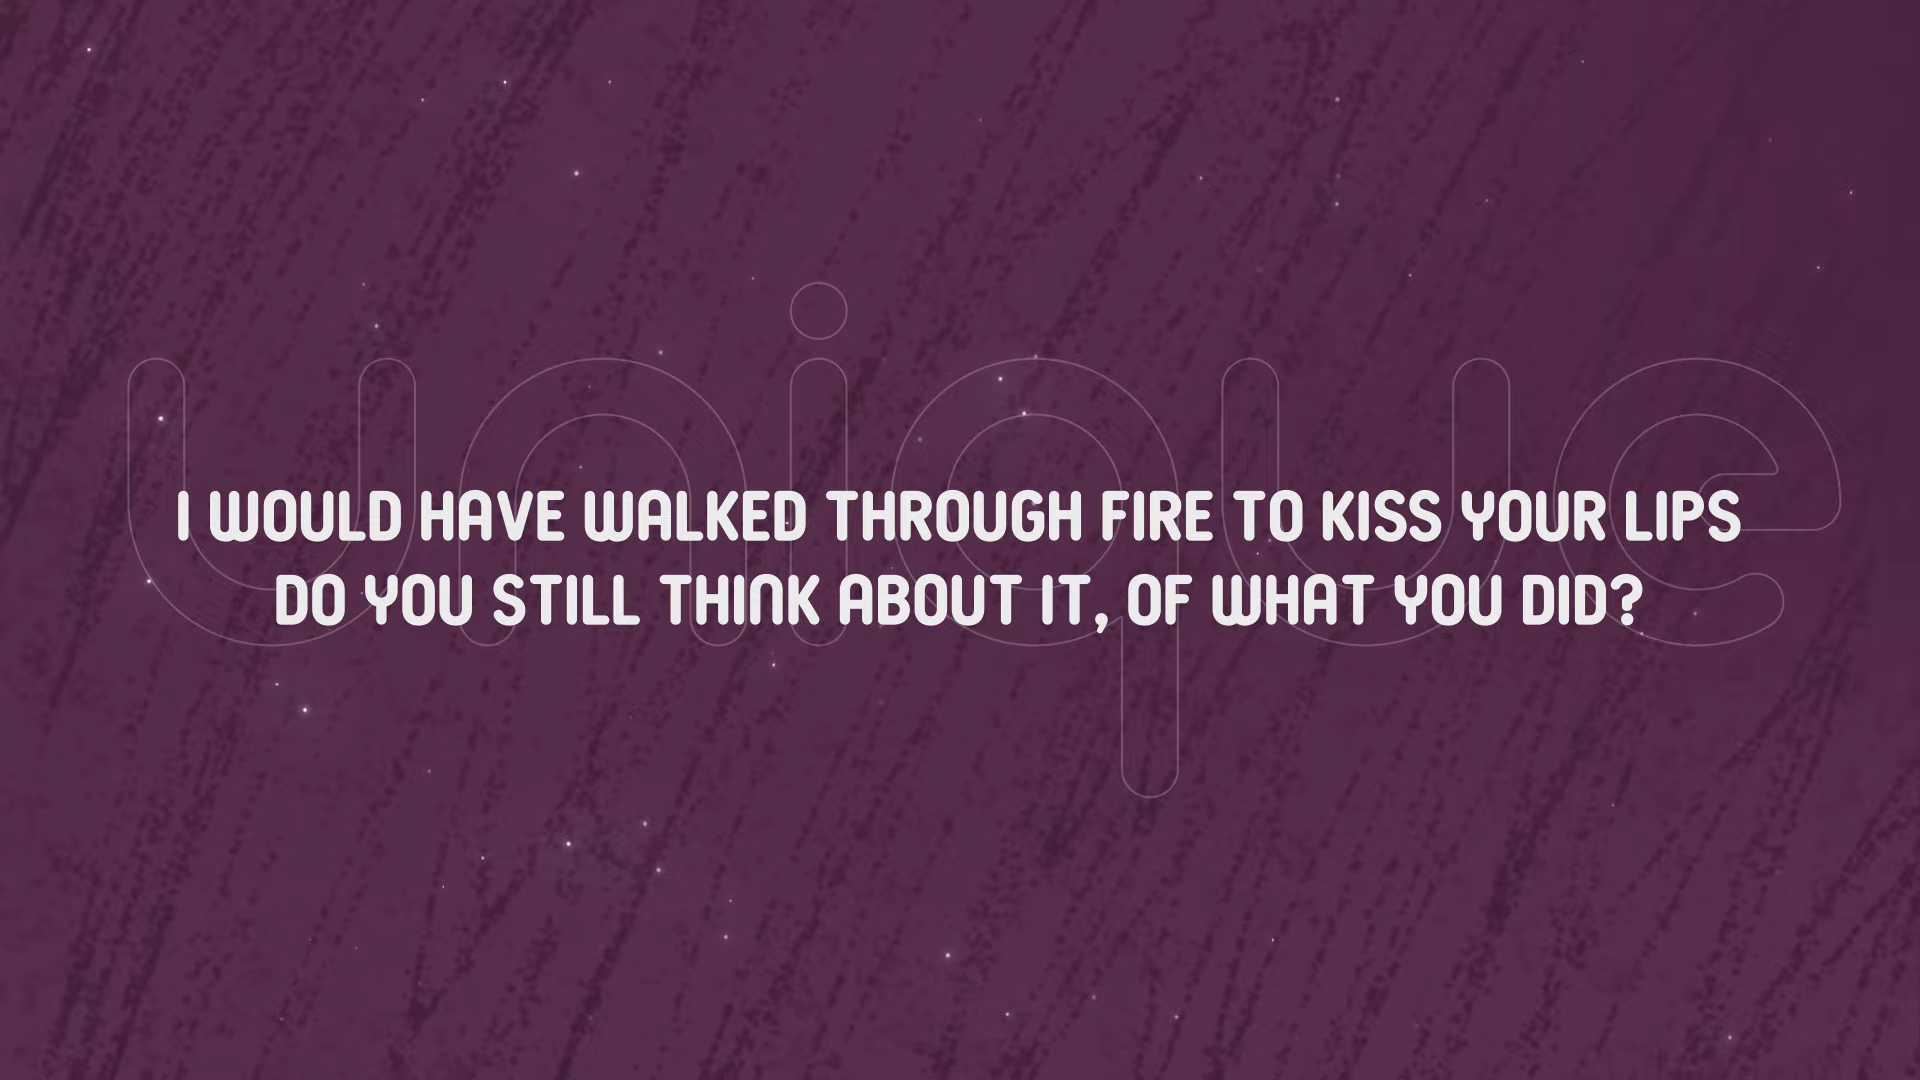 unique
I WOULD HAVE WALKED THROUGH FIRE TO KISS YOUR LIPS
DO YOU STILL THINK ABOUT IT, OF WHAT YOU DID?